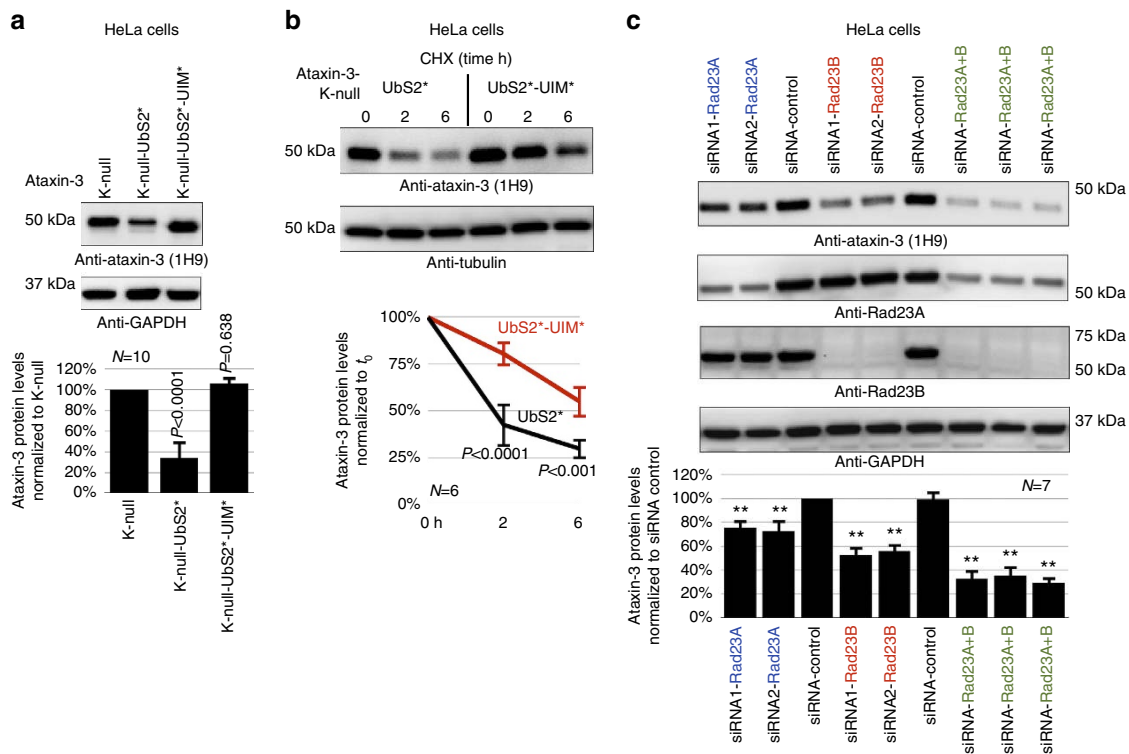 a
HeLa cells
Ataxin-3
K-null
K-null-UbS2*
K-null-UbS2*-UIM*
50 kDa
Anti-ataxin-3 (1H9)
37 kDa
Anti-GAPDH
Ataxin-3 protein levels
normalized to K-null
N=10
120%
100%
80%
60%
40%
20%
0%
P<0.0001
P=0.638
K-null
K-null-UbS2*
K-null-UbS2*-UIM*
b
HeLa cells
CHX (time h)
Ataxin-3-
K-null
UbS2*
UbS2*-UIM*
0 2 6 0 2 6
50 kDa
Anti-ataxin-3 (1H9)
50 kDa
Anti-tubulin
Ataxin-3 protein levels
normalized to t0
100%
75%
50%
25%
0%
UbS2*-UIM*
UbS2*
P<0.0001
P<0.001
N=6
0 h 2 6
c
HeLa cells
siRNA1-Rad23A
siRNA2-Rad23A
siRNA-control
siRNA1-Rad23B
siRNA2-Rad23B
siRNA-control
siRNA-Rad23A+B
siRNA-Rad23A+B
siRNA-Rad23A+B
50 kDa
Anti-ataxin-3 (1H9)
50 kDa
Anti-Rad23A
75 kDa
50 kDa
Anti-Rad23B
37 kDa
Anti-GAPDH
Ataxin-3 protein levels
normalized to siRNA control
120%
100%
80%
60%
40%
20%
0%
N=7
** ** ** ** ** ** **
siRNA1-Rad23A
siRNA2-Rad23A
siRNA-control
siRNA1-Rad23B
siRNA2-Rad23B
siRNA-control
siRNA-Rad23A+B
siRNA-Rad23A+B
siRNA-Rad23A+B